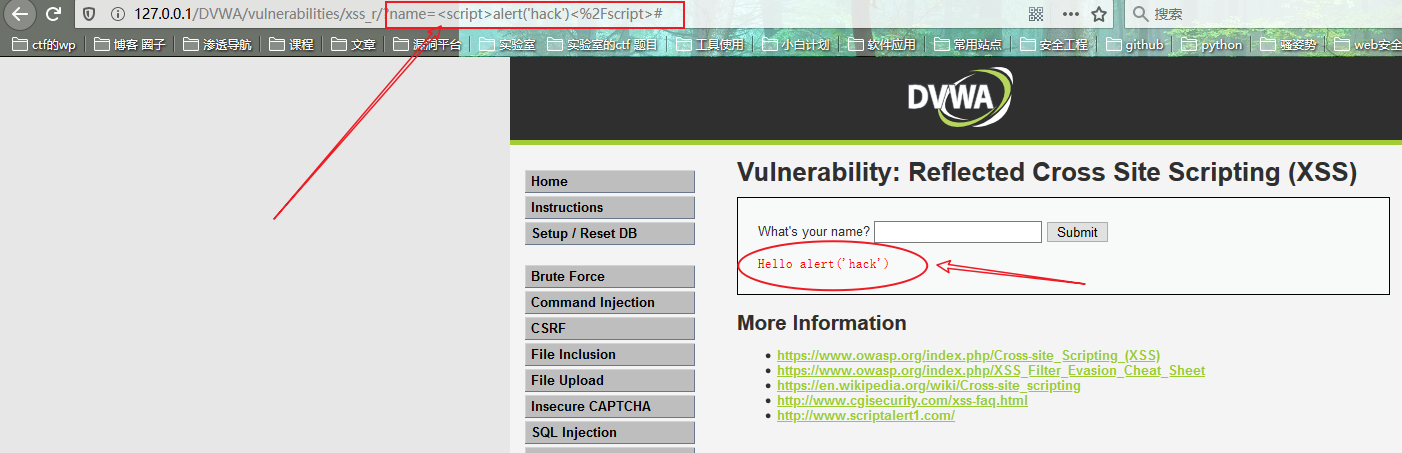 127.0.0.1/DVWA/vulnerabilities/xss_r/?name=<script>alert('hack')<%2Fscript>#
搜索
ctf的wp 博客 圈子 渗透导航 课程 文章 漏洞平台 实验室 实验室的ctf 题目 工具使用 小白计划 软件应用 常用站点 安全工程 github python 骚姿势 web安全
DVWA
Vulnerability: Reflected Cross Site Scripting (XSS)
Home
Instructions
Setup / Reset DB
Brute Force
Command Injection
CSRF
File Inclusion
File Upload
Insecure CAPTCHA
SQL Injection
What's your name? Submit
Hello alert('hack')
More Information
https://www.owasp.org/index.php/Cross-site_Scripting_(XSS)
https://www.owasp.org/index.php/XSS_Filter_Evasion_Cheat_Sheet
https://en.wikipedia.org/wiki/Cross-site_scripting
http://www.cgisecurity.com/xss-faq.html
http://www.scriptalert1.com/